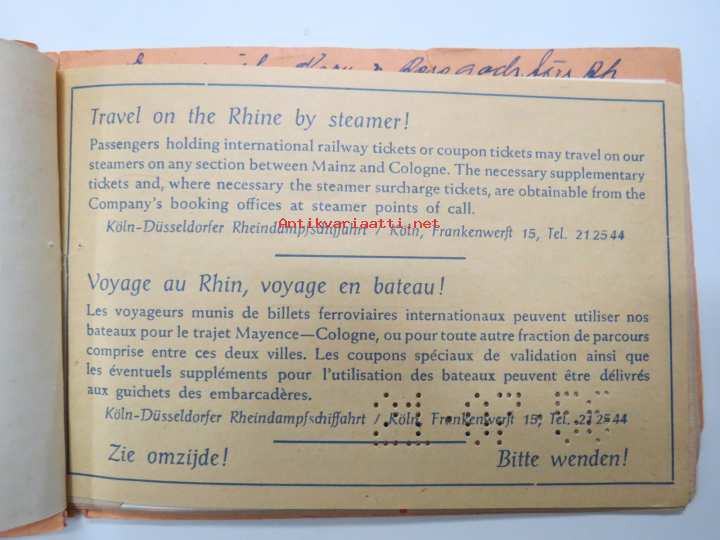 Travel on the Rhine by steamer!
Passengers holding international railway tickets or coupon tickets may travel on our
steamers on any section between Mainz and Cologne. The necessary supplementary
tickets and, where necessary the steamer surcharge tickets, are obtainable from the
Company's booking offices at steamer points of call.
Antikvariaatti.net
Köln-Düsseldorfer Rheindampfschiffahrt / Köln, Frankenwerft 15, Tel. 21 25 44
Voyage au Rhin, voyage en bateau!
Les voyageurs munis de billets ferroviaires internationaux peuvent utiliser nos
bateaux pour le trajet Mayence—Cologne, ou pour toute autre fraction de parcours
comprise entre ces deux villes. Les coupons spéciaux de validation ainsi que
les éventuels suppléments pour l'utilisation des bateaux peuvent être délivrés
aux guichets des embarcadères.
Köln-Düsseldorfer Rheindampfschiffahrt / Köln, Frankenwerft 15, Tel. 21 25 44
Zie omzijde! Bitte wenden!